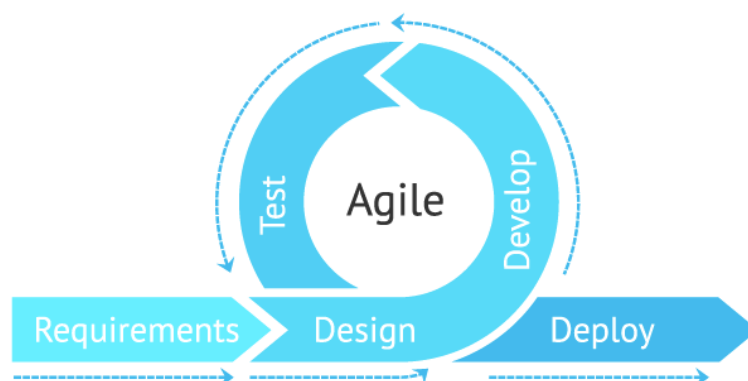 Test
Agile
Develop
Requirements
Design
Deploy